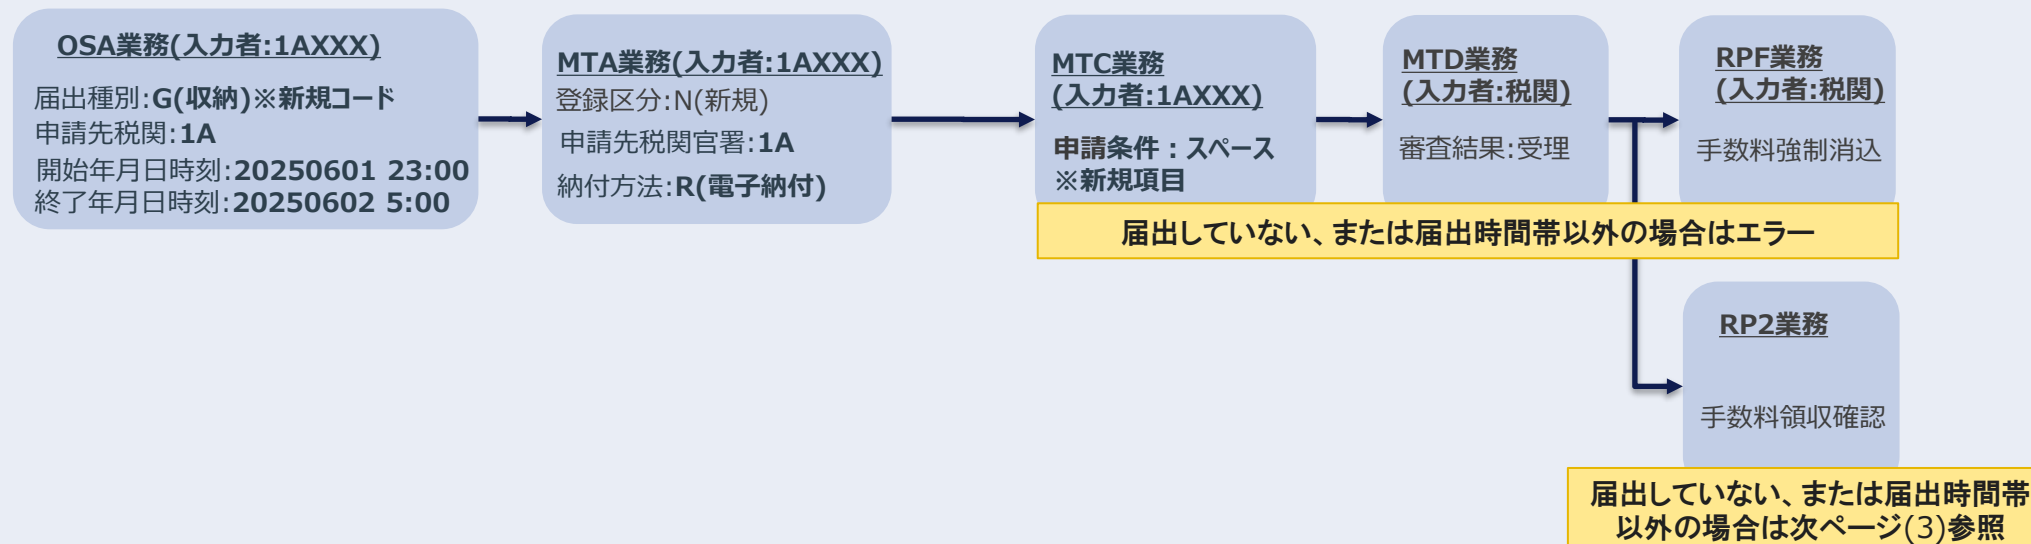 OSA業務(入力者:1AXXX)
届出種別:G(収納)※新規コード
申請先税関:1A
開始年月日時刻:20250601 23:00
終了年月日時刻:20250602 5:00
MTA業務(入力者:1AXXX)
登録区分:N(新規)
申請先税関官署:1A
納付方法:R(電子納付)
MTC業務
(入力者:1AXXX)
申請条件：スペース
※新規項目
MTD業務
(入力者:税関)
審査結果:受理
RPF業務
(入力者:税関)
手数料強制消込
届出していない、または届出時間帯以外の場合はエラー
RP2業務
手数料領収確認
届出していない、または届出時間帯
以外の場合は次ページ(3)参照